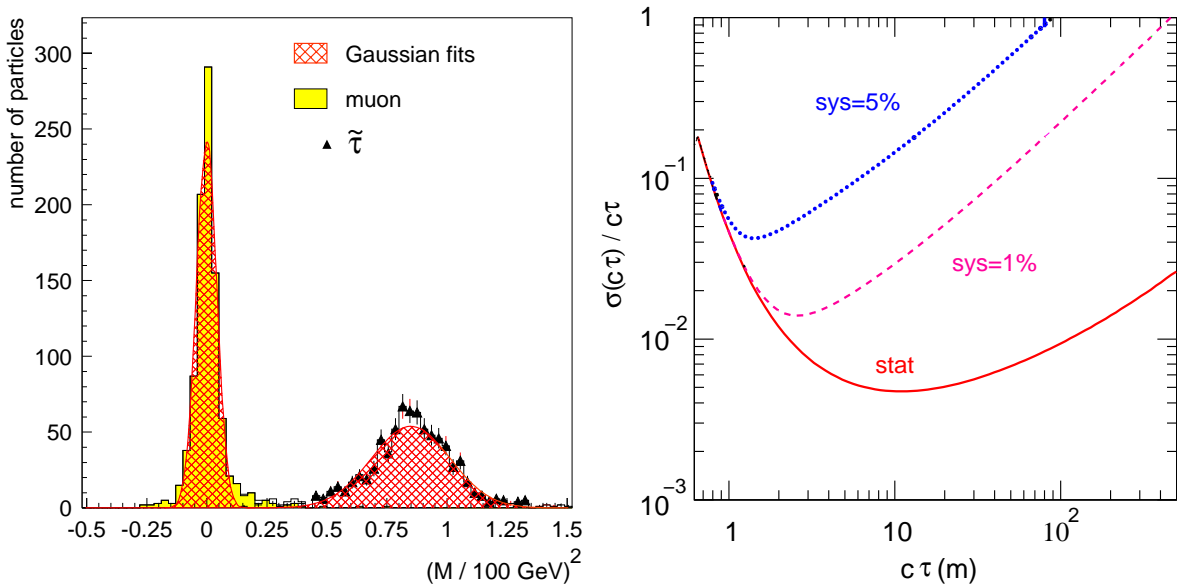 number of particles
300
250
200
150
100
50
0
Gaussian fits
muon
τ̃
-0.5 -0.25 0 0.25 0.5 0.75 1 1.25 1.5
(M / 100 GeV)²
σ(cτ) / cτ
1
10⁻¹
10⁻²
10⁻³
sys=5%
sys=1%
stat
1 10 10²
cτ (m)